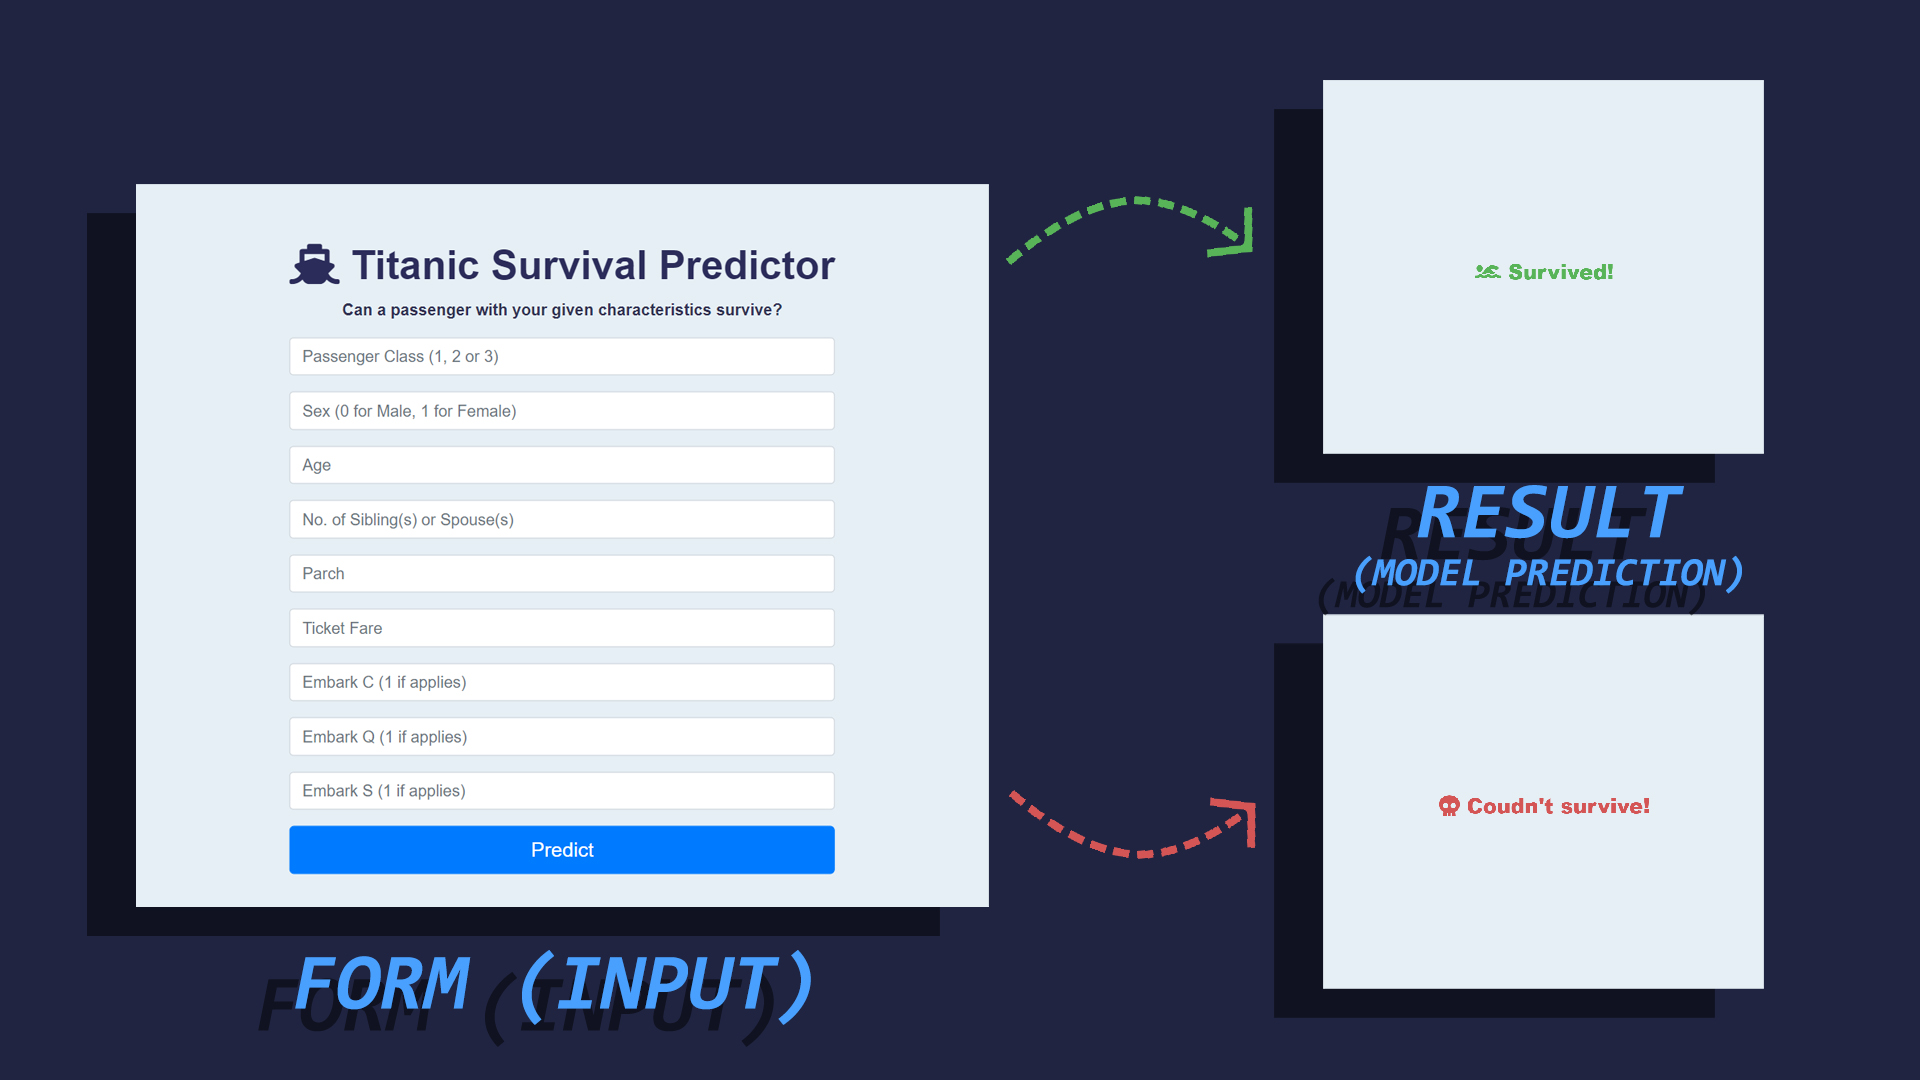 Titanic Survival Predictor
Can a passenger with your given characteristics survive?
Passenger Class (1, 2 or 3)
Sex (0 for Male, 1 for Female)
Age
No. of Sibling(s) or Spouse(s)
Parch
Ticket Fare
Embark C (1 if applies)
Embark Q (1 if applies)
Embark S (1 if applies)
Predict
FORM (INPUT)
Survived!
RESULT
(MODEL PREDICTION)
Coudn't survive!